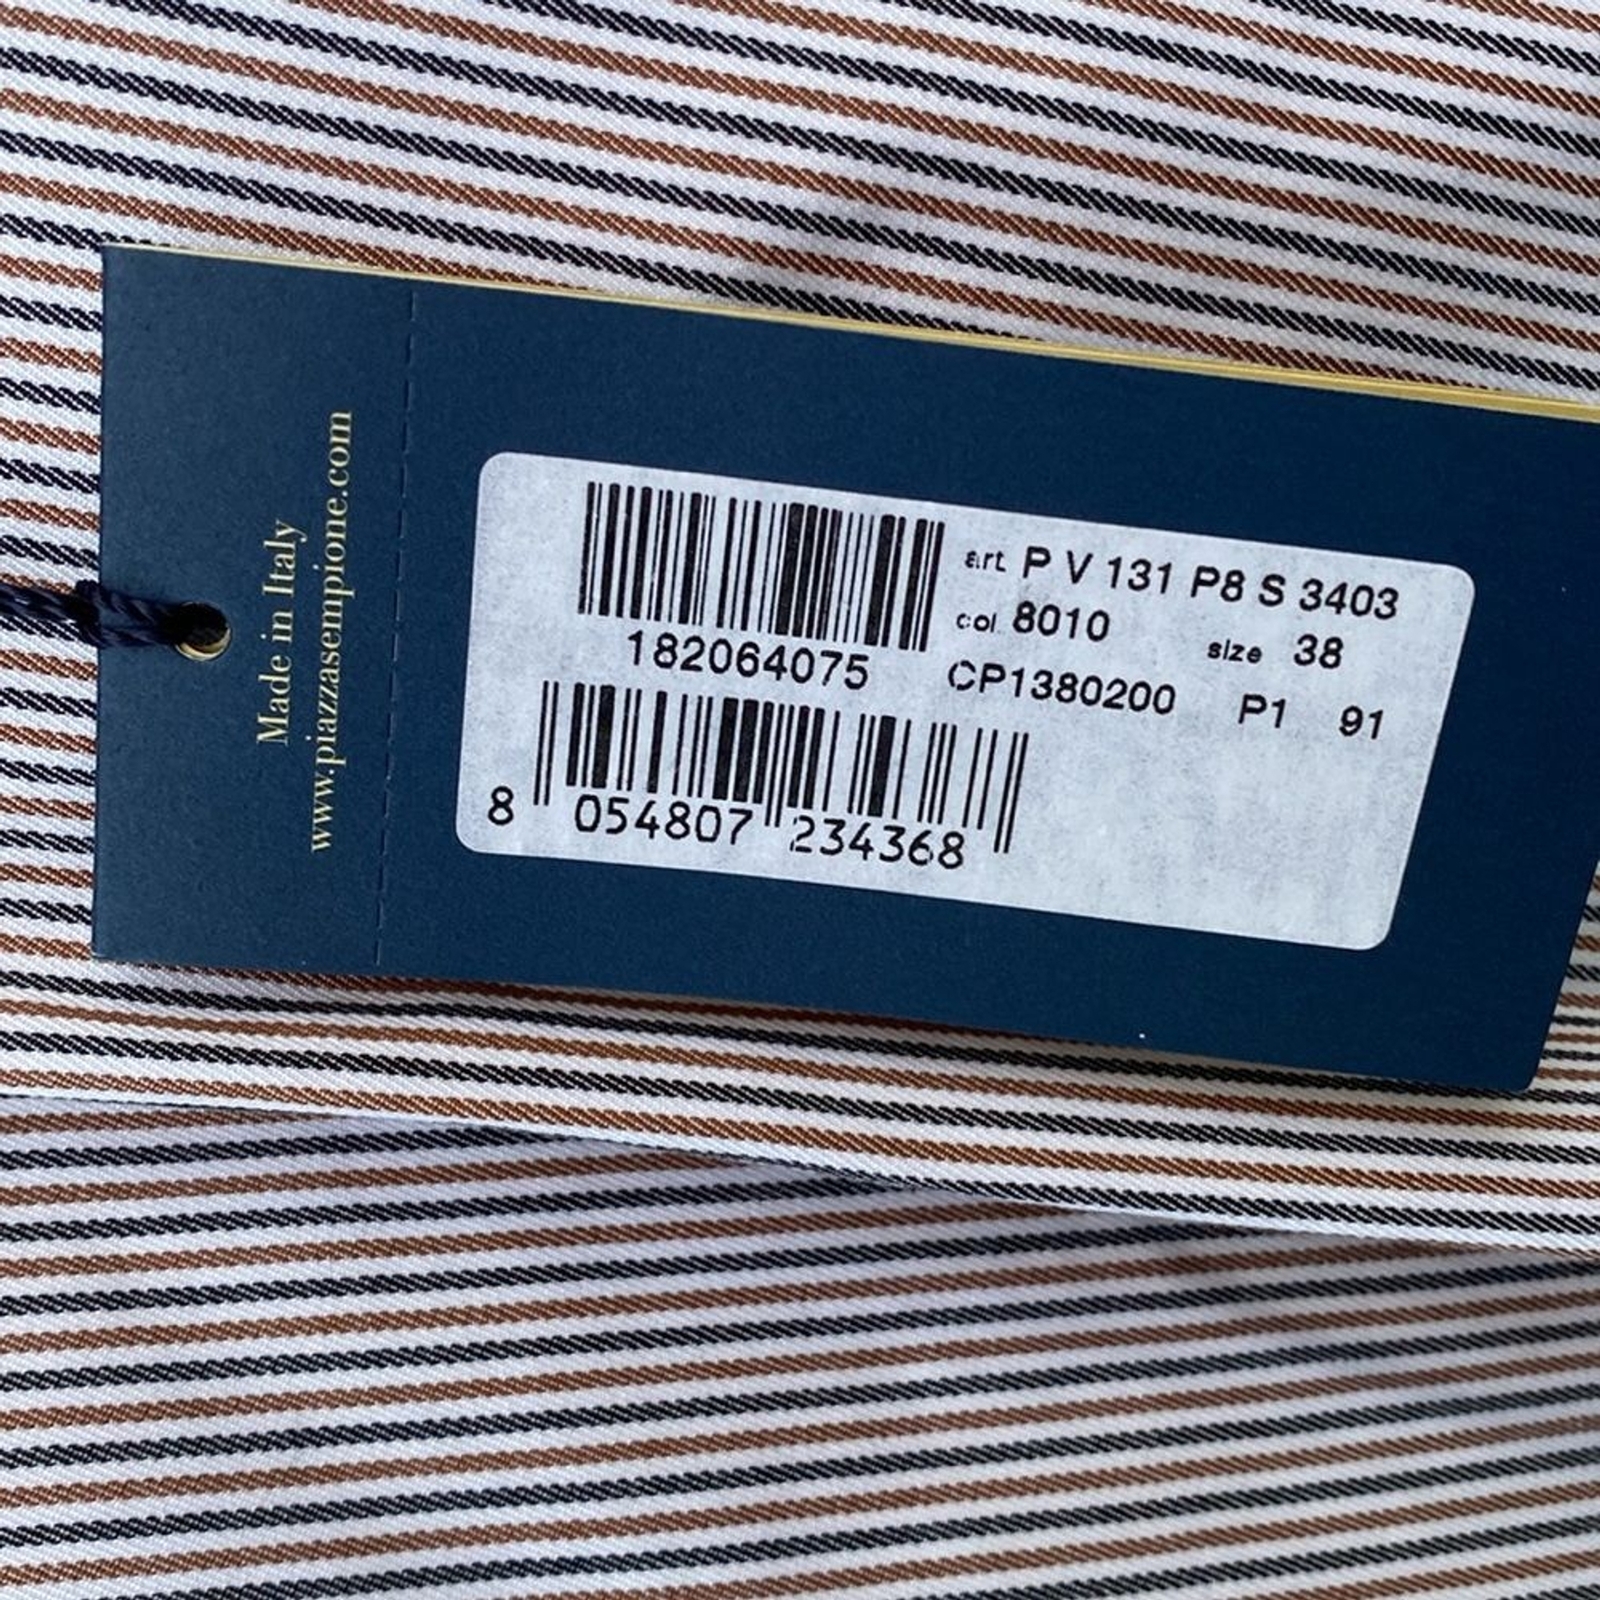 Made in Italy
www.piazzasempione.com
art. P V 131 P8 S 3403
col. 8010 size 38
182064075 CP1380200 P1 91
8 054807 234368